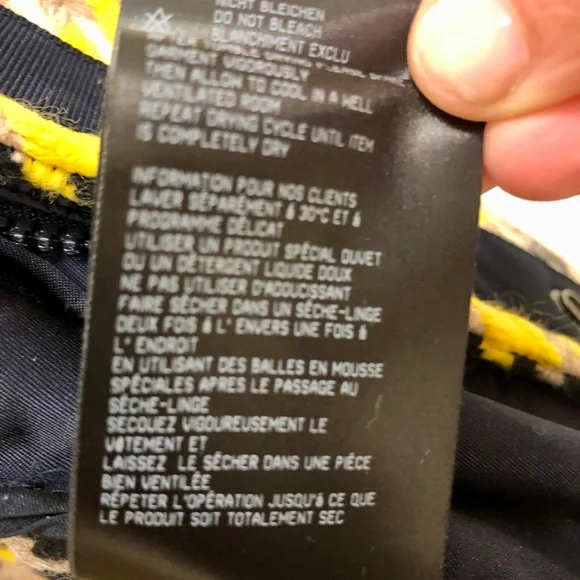 NICHT BLEICHEN
DO NOT BLEACH
BLANCHIMENT EXCLU
GARMENT VIGOROUSLY
THEN ALLOW TO COOL IN A WELL
VENTILATED ROOM
REPEAT DRYING CYCLE UNTIL ITEM
IS COMPLETELY DRY
INFORMATION POUR NOS CLIENTS
LAVER SÉPARÉMENT á 30°C ET á
PROGRAMME DÉLICAT
UTILISER UN PRODUIT SPÉCIAL DUVET
OU UN DÉTERGENT LIQUIDE DOUX
NE PAS UTILISER D'ADOUCISSANT
FAIRE SÉCHER DANS UN SÈCHE-LINGE
DEUX FOIS á L' ENVERS UNE FOIS á
L' ENDROIT
EN UTILISANT DES BALLES EN MOUSSE
SPÉCIALES APRES LE PASSAGE AU
SÈCHE-LINGE
SECOUEZ VIGOUREUSEMENT LE
VÊTEMENT ET
LAISSEZ LE SÉCHER DANS UNE PIÉCE
BIEN VENTILÉE
RÉPETER L'OPÉRATION JUSQU'á CE QUE
LE PRODUIT SOIT TOTALEMENT SEC